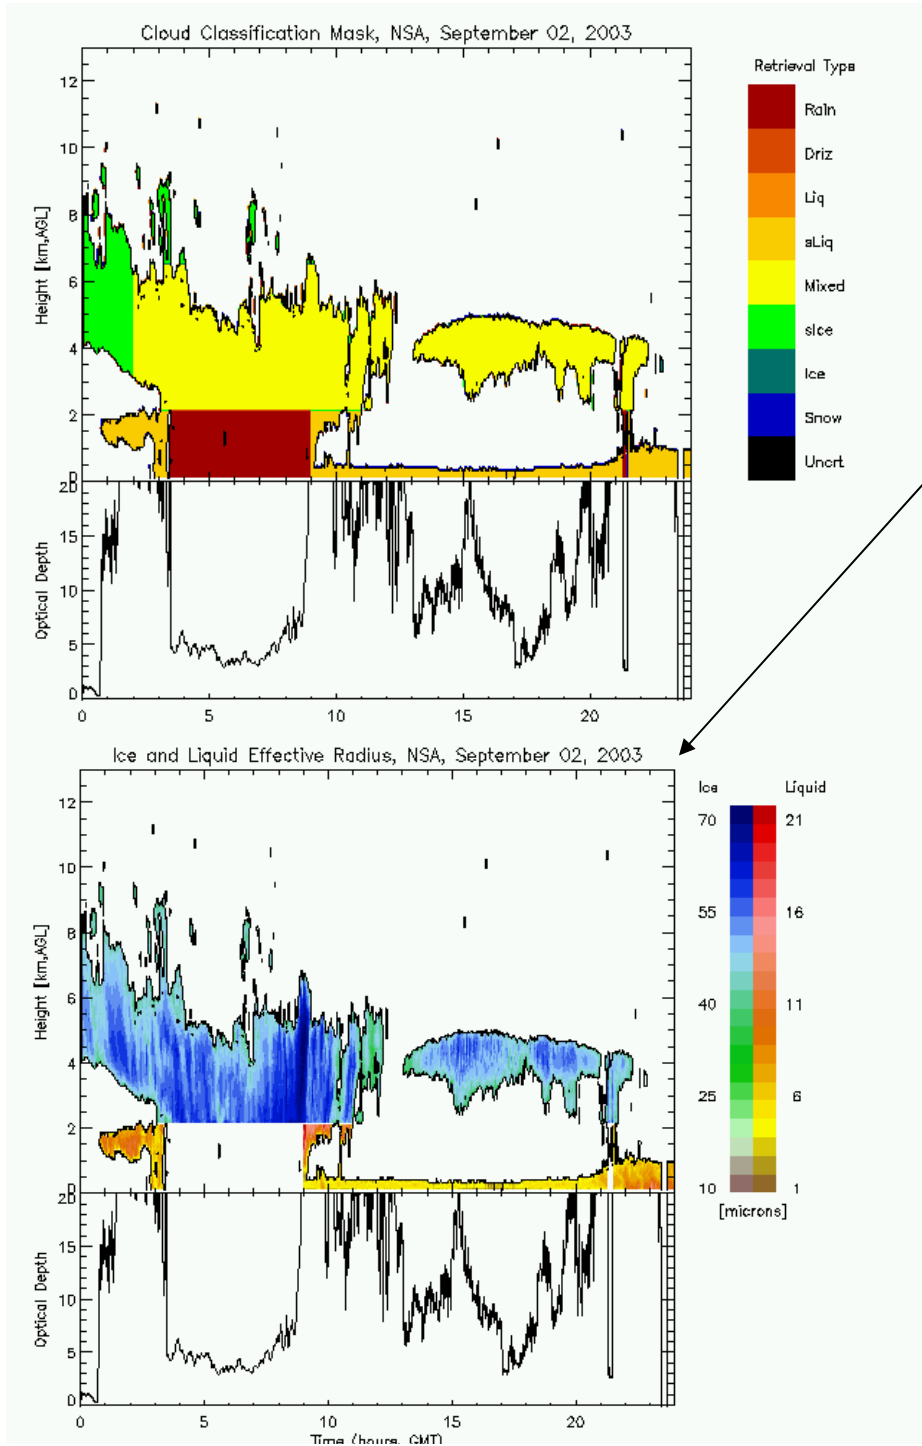 Cloud Classification Mask, NSA, September 02, 2003
12
10
8
6
4
2
0
Height [km,AGL]
Retrieval Type
Rain
Driz
Liq
sLiq
Mixed
sIce
Ice
Snow
Uncrt
20
15
10
5
0
Optical Depth
0 5 10 15 20
Ice and Liquid Effective Radius, NSA, September 02, 2003
12
10
8
6
4
2
0
Height [km,AGL]
Ice Liquid
70 21
55 16
40 11
25 6
10 1
[microns]
20
15
10
5
0
Optical Depth
0 5 10 15 20
Time (hours, GMT)